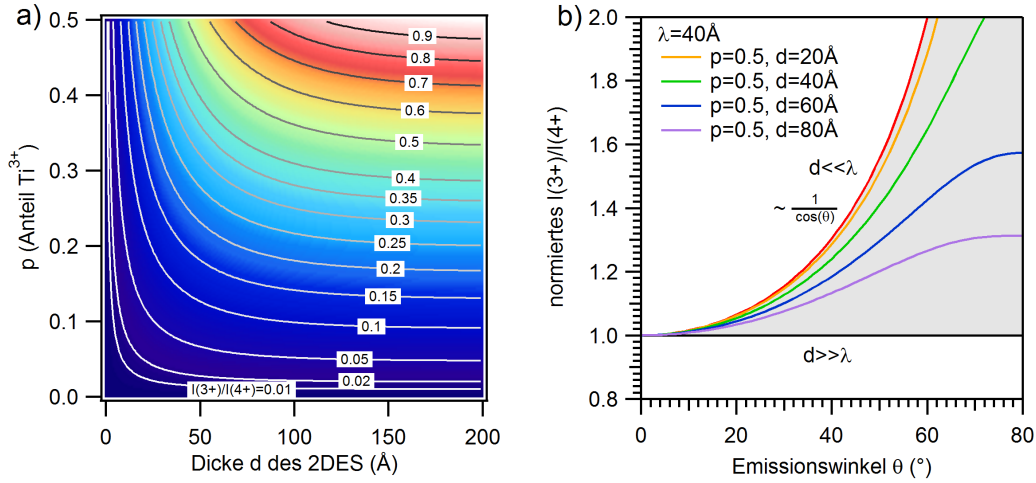 a)
p (Anteil Ti3+)
0.5
0.4
0.3
0.2
0.1
0.0
0.9
0.8
0.7
0.6
0.5
0.4
0.35
0.3
0.25
0.2
0.15
0.1
0.05
0.02
I(3+)/I(4+)=0.01
0 50 100 150 200
Dicke d des 2DES (Å)
b)
normiertes I(3+)/I(4+)
2.0
1.8
1.6
1.4
1.2
1.0
0.8
λ=40Å
p=0.5, d=20Å
p=0.5, d=40Å
p=0.5, d=60Å
p=0.5, d=80Å
d<<λ
~ 1/cos(θ)
d>>λ
0 20 40 60 80
Emissionswinkel θ (°)